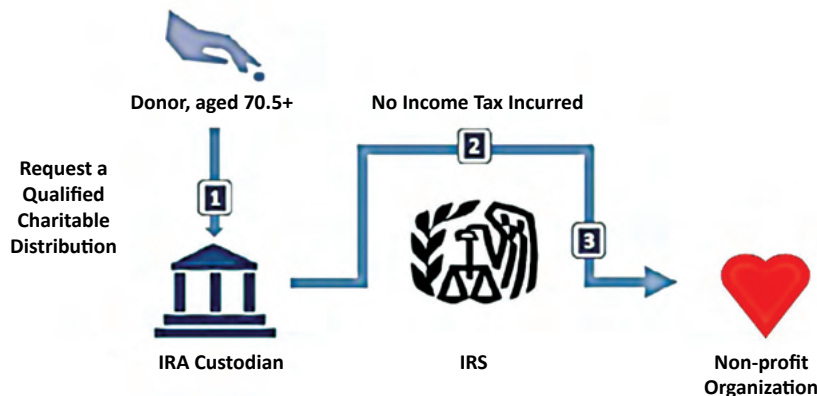 Donor, aged 70.5+
No Income Tax Incurred
2
Request a
Qualified
Charitable
Distribution
1
3
IRA Custodian
IRS
Non-profit
Organization